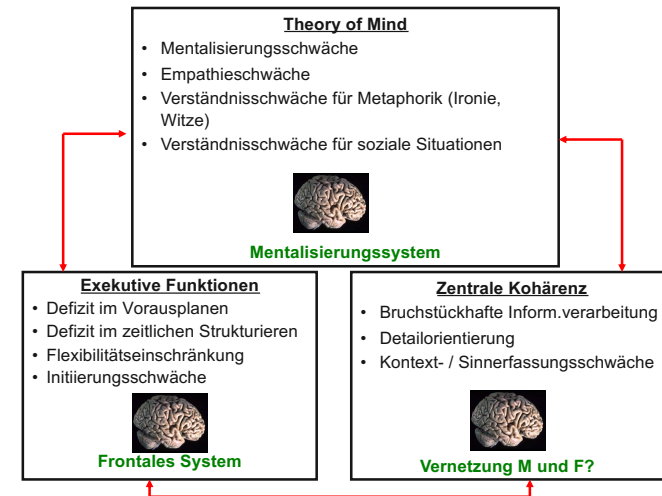 Theory of Mind
• Mentalisierungsschwäche
• Empathieschwäche
• Verständnisschwäche für Metaphorik (Ironie,
Witze)
• Verständnisschwäche für soziale Situationen
Mentalisierungssystem
Exekutive Funktionen
• Defizit im Vorausplanen
• Defizit im zeitlichen Strukturieren
• Flexibilitätseinschränkung
• Initiierungsschwäche
Frontales System
Zentrale Kohärenz
• Bruchstückhafte Inform.verarbeitung
• Detailorientierung
• Kontext- / Sinnerfassungsschwäche
Vernetzung M und F?